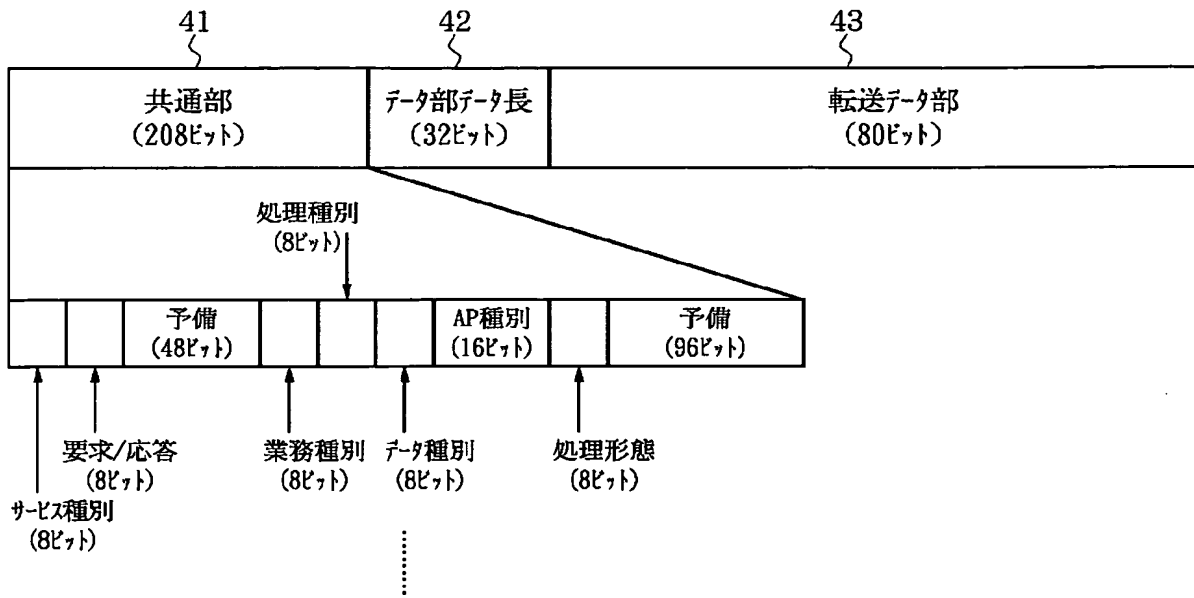 41
42
43
共通部
(208ビット)
データ部データ長
(32ビット)
転送データ部
(80ビット)
処理種別
(8ビット)
予備
(48ビット)
AP種別
(16ビット)
予備
(96ビット)
要求/応答
(8ビット)
業務種別
(8ビット)
データ種別
(8ビット)
処理形態
(8ビット)
サービス種別
(8ビット)